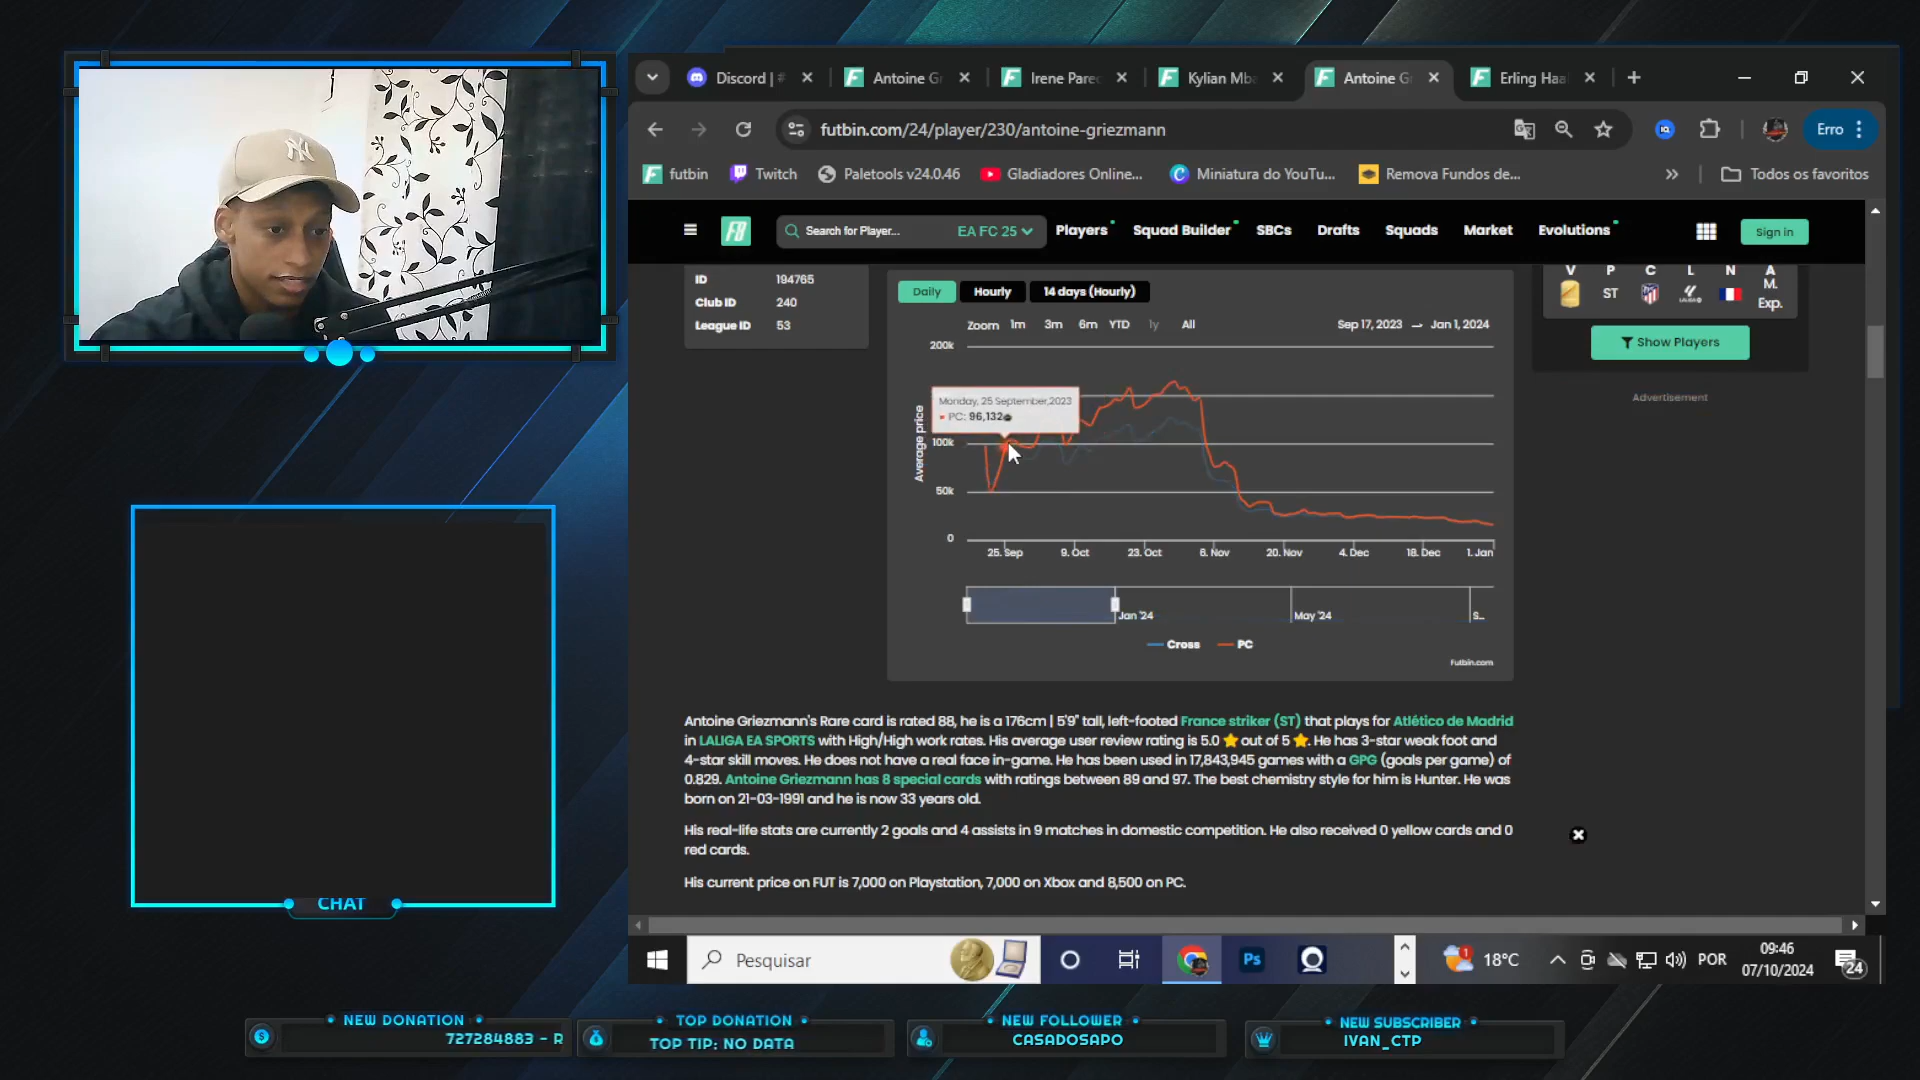 Discord | #
Antoine Gr
Irene Pared
Kylian Mba
Antoine Gr
Erling Haal
futbin.com/24/player/230/antoine-griezmann
Erro
futbin
Twitch
Paletools v24.0.46
Gladiadores Online...
Miniatura do YouTu...
Remova Fundos de...
Todos os favoritos
FB
Search for Player...
EA FC 25
Players
Squad Builder
SBCs
Drafts
Squads
Market
Evolutions
Sign in
ID 194765
Club ID 240
League ID 53
Daily
Hourly
14 days (Hourly)
Zoom 1m 3m 6m YTD 1y All
Sep 17, 2023 → Jan 1, 2024
V P C L N A
ST
M.
Exp.
Show Players
Advertisement
Average price
200k
100k
50k
0
Monday, 25 September, 2023
PC: 96,132
25. Sep 9. Oct 23. Oct 6. Nov 20. Nov 4. Dec 18. Dec 1. Jan
Jan '24 May '24 S...
Cross PC
Futbin.com
Antoine Griezmann's Rare card is rated 88, he is a 176cm | 5'9" tall, left-footed France striker (ST) that plays for Atlético de Madrid
in LALIGA EA SPORTS with High/High work rates. His average user review rating is 5.0 ⭐ out of 5 ⭐. He has 3-star weak foot and
4-star skill moves. He does not have a real face in-game. He has been used in 17,843,945 games with a GPG (goals per game) of
0.829. Antoine Griezmann has 8 special cards with ratings between 89 and 97. The best chemistry style for him is Hunter. He was
born on 21-03-1991 and he is now 33 years old.
His real-life stats are currently 2 goals and 4 assists in 9 matches in domestic competition. He also received 0 yellow cards and 0
red cards.
His current price on FUT is 7,000 on Playstation, 7,000 on Xbox and 8,500 on PC.
CHAT
Pesquisar
Ps
1
18°C
POR
09:46
07/10/2024
24
NEW DONATION
727284883 - R
TOP DONATION
TOP TIP: NO DATA
NEW FOLLOWER
CASADOSAPO
NEW SUBSCRIBER
IVAN_CTP
NY